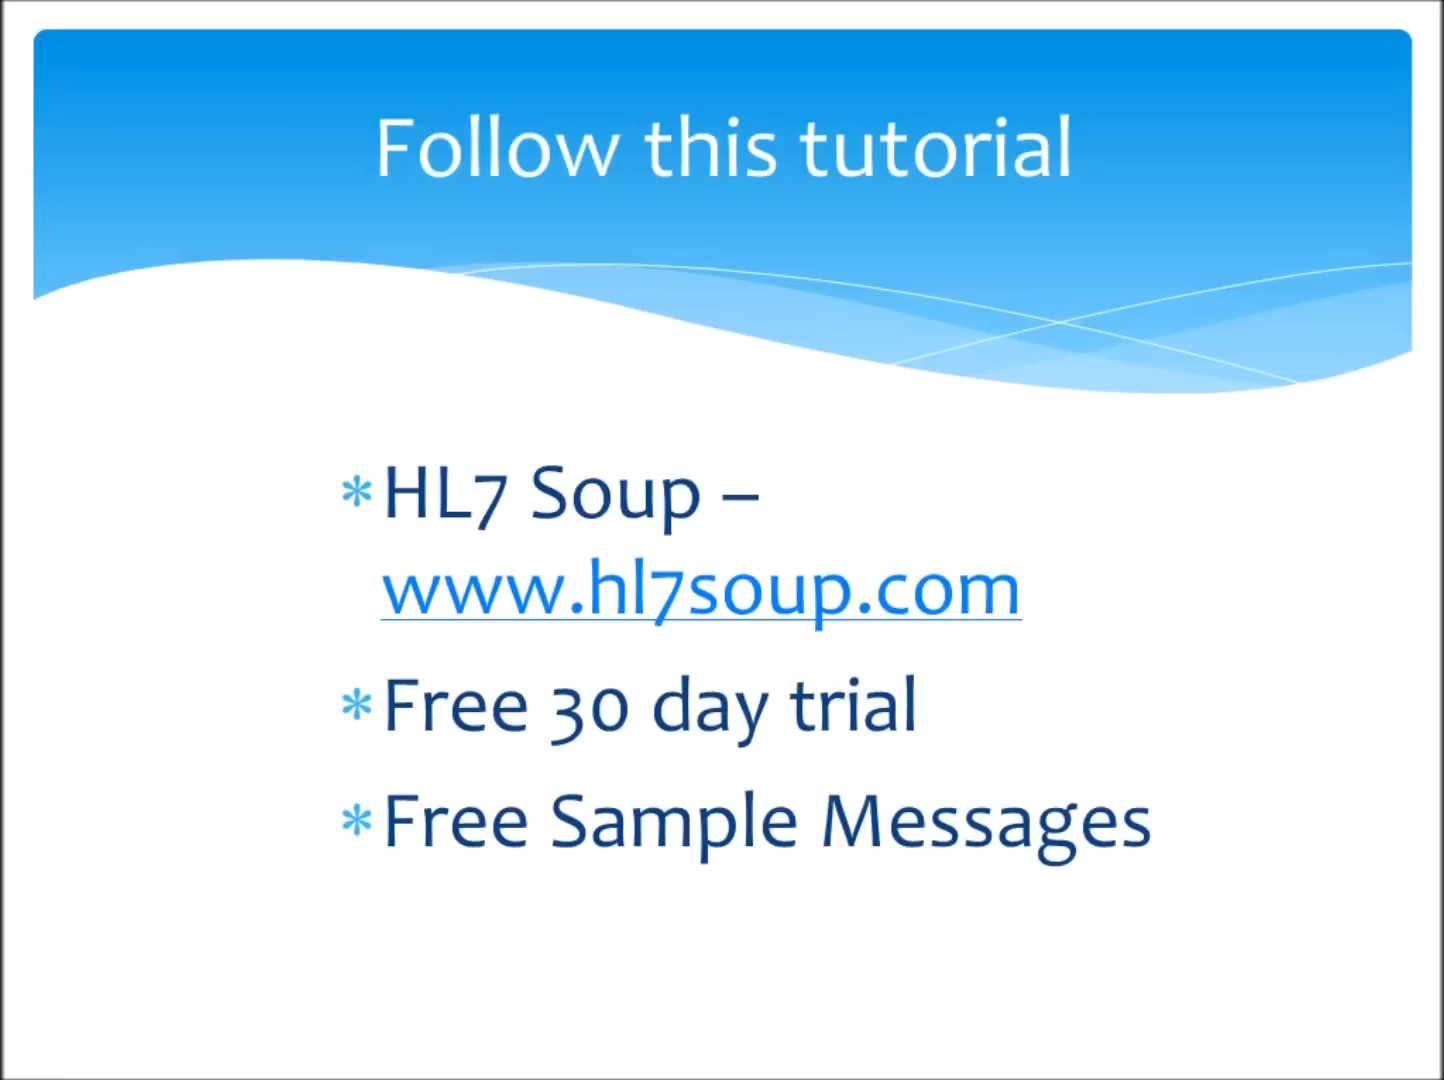 Follow this tutorial
* HL7 Soup –
www.hl7soup.com
* Free 30 day trial
* Free Sample Messages